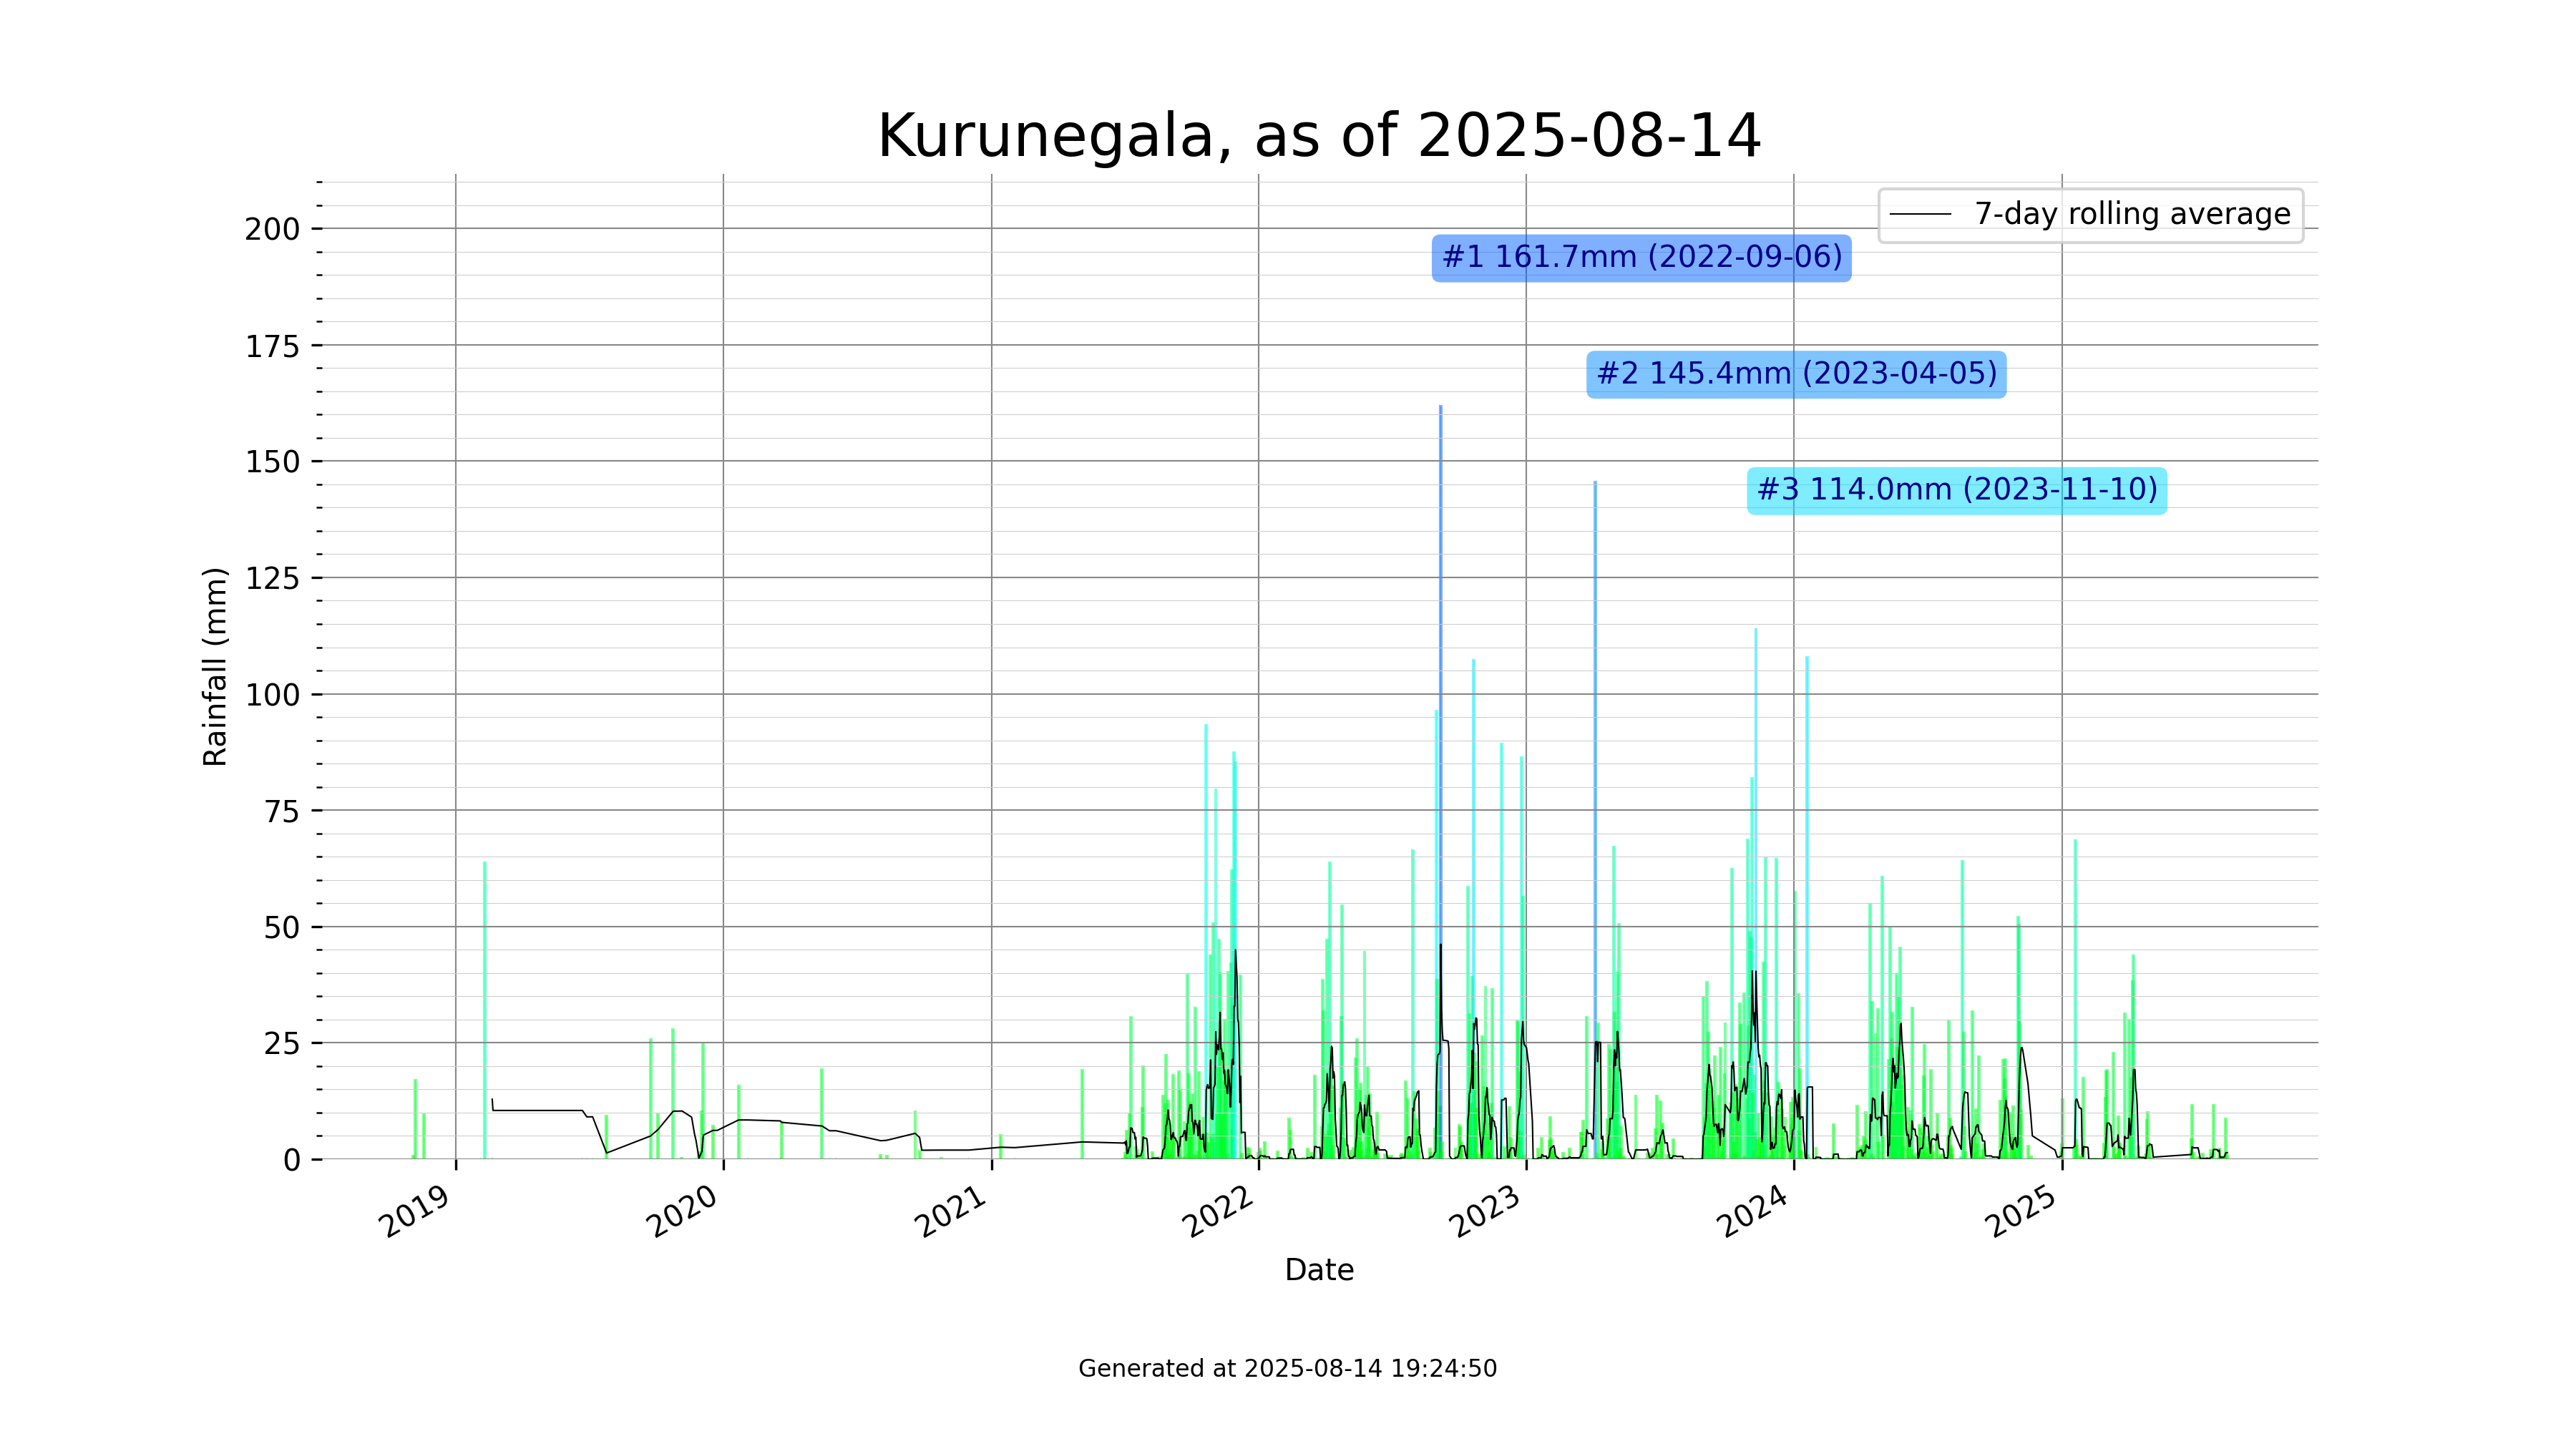 Kurunegala, as of 2025-08-14
7-day rolling average
#1 161.7mm (2022-09-06)
#2 145.4mm (2023-04-05)
#3 114.0mm (2023-11-10)
Rainfall (mm)
200
175
150
125
100
75
50
25
0
2019 2020 2021 2022 2023 2024 2025
Date
Generated at 2025-08-14 19:24:50